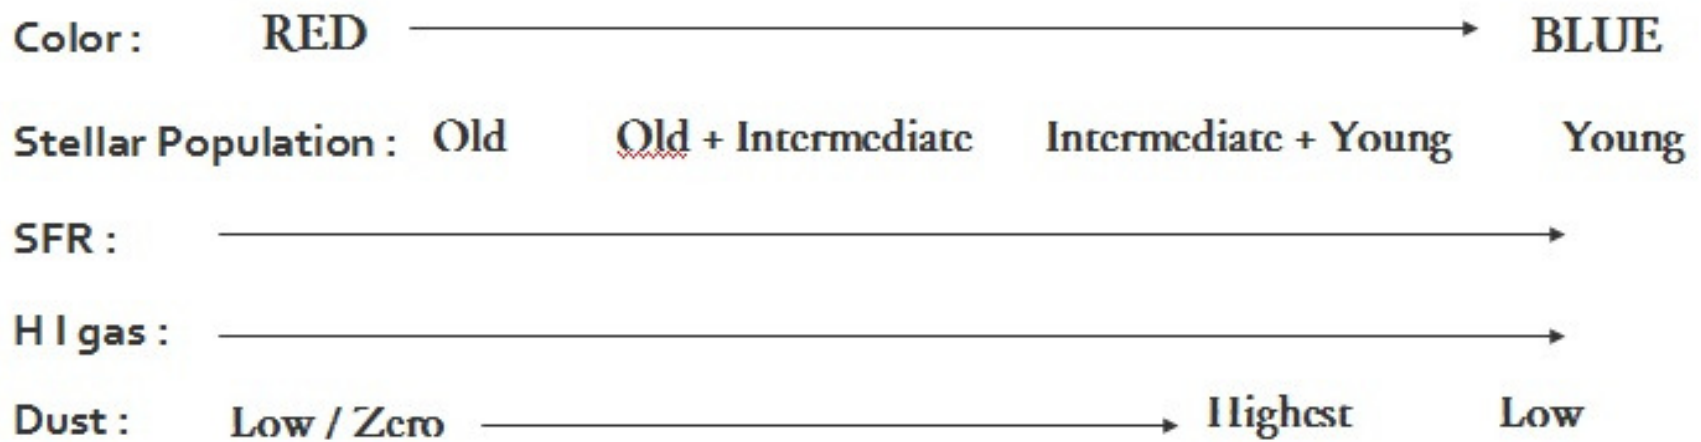 Color : RED BLUE
Stellar Population : Old Old + Intermediate Intermediate + Young Young
SFR :
H I gas :
Dust : Low / Zero Highest Low